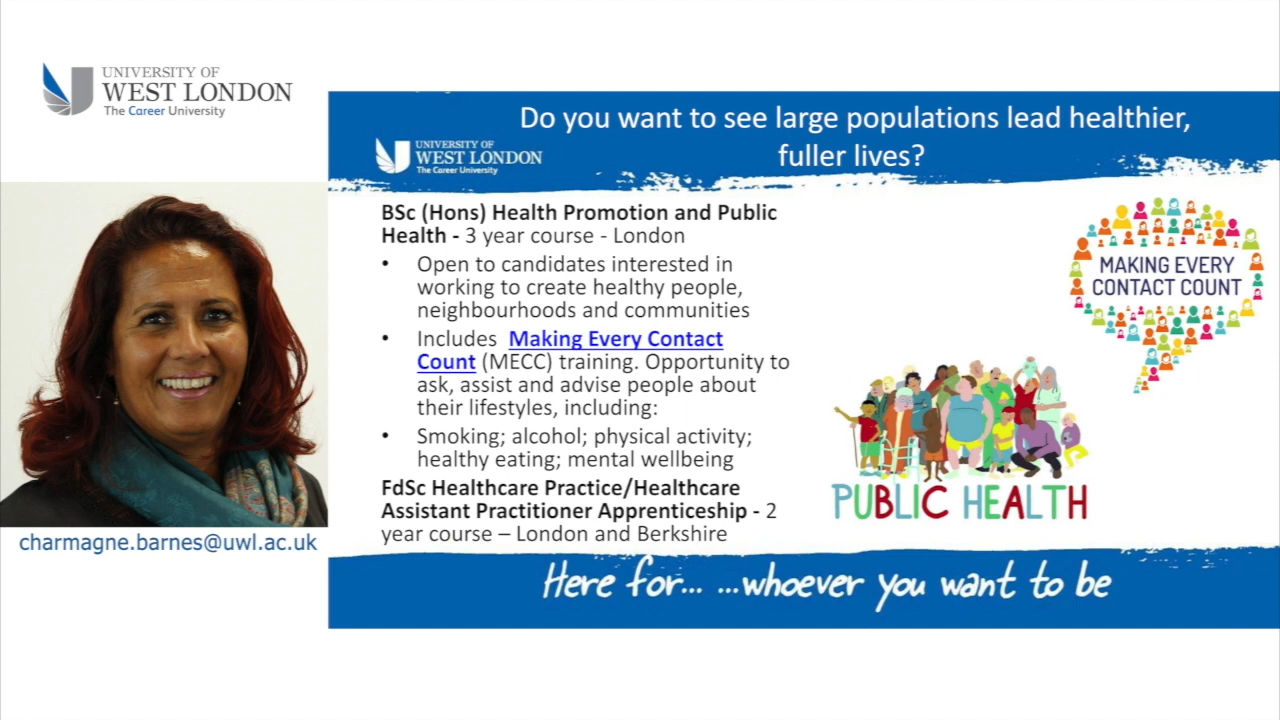 UNIVERSITY OF
WEST LONDON
The Career University
charmagne.barnes@uwl.ac.uk
UNIVERSITY OF
WEST LONDON
The Career University
Do you want to see large populations lead healthier,
fuller lives?
BSc (Hons) Health Promotion and Public
Health - 3 year course - London
• Open to candidates interested in
working to create healthy people,
neighbourhoods and communities
• Includes Making Every Contact
Count (MECC) training. Opportunity to
ask, assist and advise people about
their lifestyles, including:
• Smoking; alcohol; physical activity;
healthy eating; mental wellbeing
FdSc Healthcare Practice/Healthcare
Assistant Practitioner Apprenticeship - 2
year course – London and Berkshire
MAKING EVERY
CONTACT COUNT
PUBLIC HEALTH
Here for... ...whoever you want to be